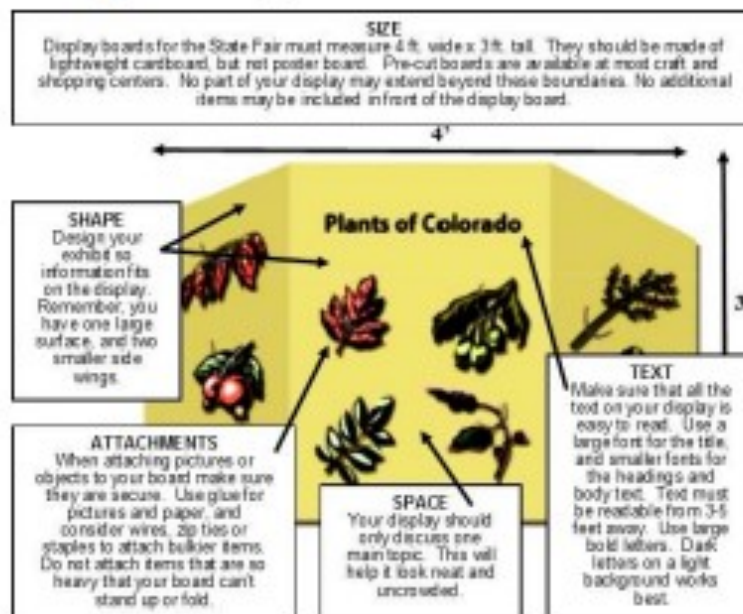 SIZE
Display boards for the State Fair must measure 4 ft. wide x 3 ft. tall. They should be made of
lightweight cardboard, but not poster board. Pre-cut boards are available at most craft and
shopping centers. No part of your display may extend beyond these boundaries. No additional
items may be included in front of the display board.
4'
3'
SHAPE
Design your
exhibit so
information fits
on the display.
Remember, you
have one large
surface, and two
smaller side
wings.
Plants of Colorado
ATTACHMENTS
When attaching pictures or
objects to your board make sure
they are secure. Use glue for
pictures and paper, and
consider wires, zip ties or
staples to attach bulkier items.
Do not attach items that are so
heavy that your board can't
stand up or fold.
SPACE
Your display should
only discuss one
main topic. This will
help it look neat and
uncrowded.
TEXT
Make sure that all the
text on your display is
easy to read. Use a
large font for the title,
and smaller fonts for
the headings and
body text. Text must
be readable from 3-5
feet away. Use large
bold letters. Dark
letters on a light
background works
best.